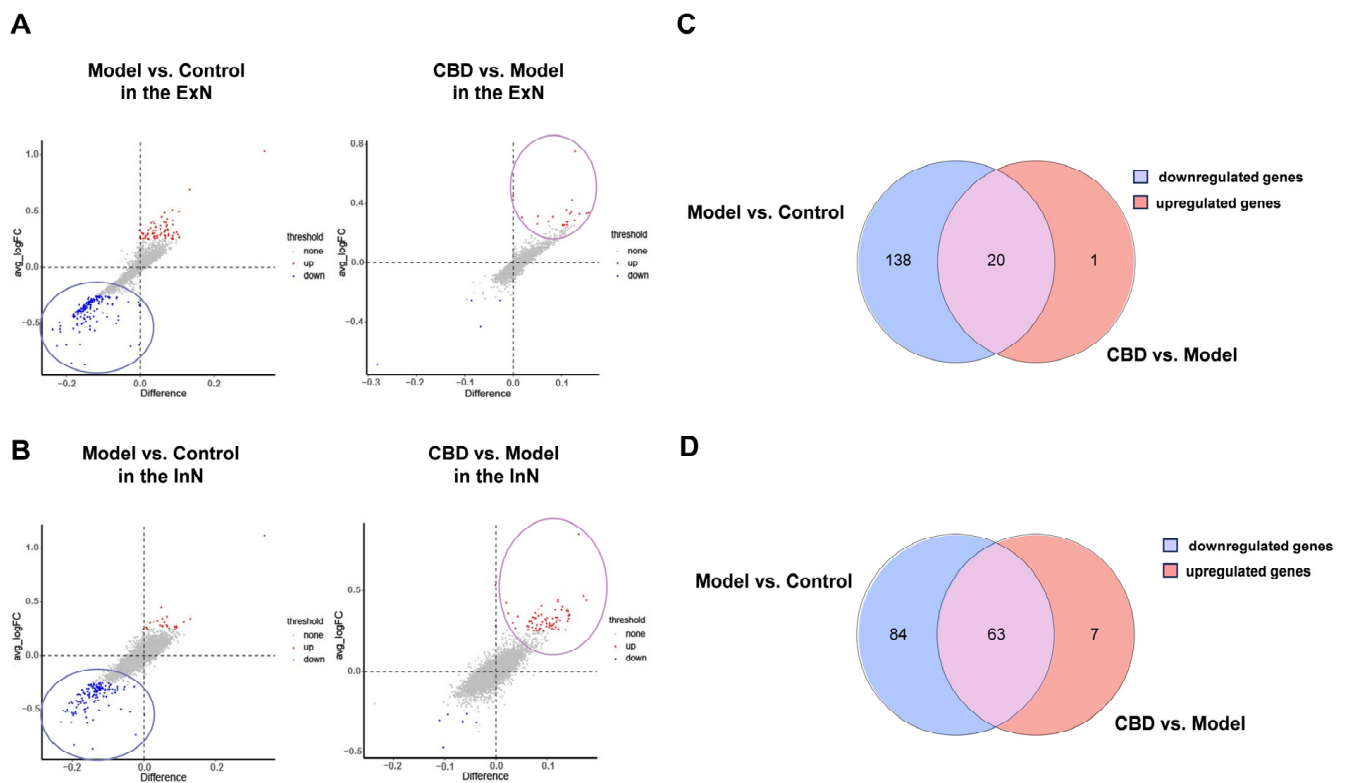 A
Model vs. Control
in the ExN
avg_logFC
1.0
0.5
0.0
−0.5
−0.2
0.0
0.2
Difference
threshold
none
up
down
CBD vs. Model
in the ExN
avg_logFC
0.8
0.4
0.0
−0.4
−0.3
−0.2
−0.1
0.0
0.1
Difference
threshold
none
up
down
B
Model vs. Control
in the InN
avg_logFC
1.0
0.5
0.0
−0.5
−0.2
0.0
0.2
Difference
threshold
none
up
down
CBD vs. Model
in the InN
avg_logFC
0.5
0.0
−0.5
−0.2
−0.1
0.0
0.1
Difference
threshold
none
up
down
C
Model vs. Control
138
20
1
CBD vs. Model
downregulated genes
upregulated genes
D
Model vs. Control
84
63
7
CBD vs. Model
downregulated genes
upregulated genes